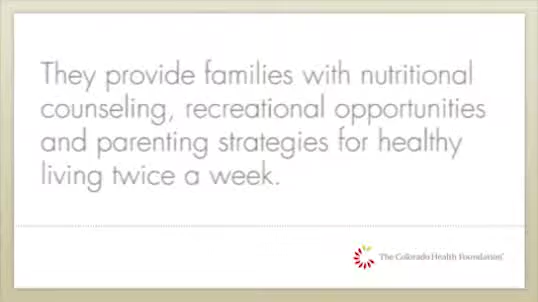 They provide families with nutritional
counseling, recreational opportunities
and parenting strategies for healthy
living twice a week.
The Colorado Health Foundation™